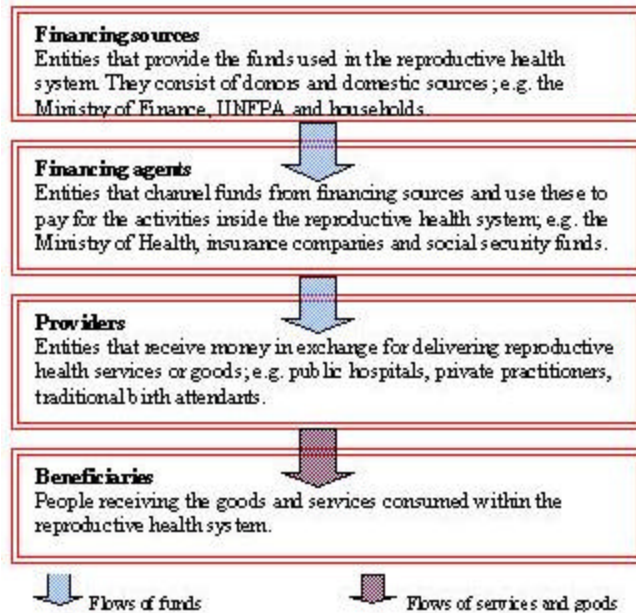 Financing sources
Entities that provide the funds used in the reproductive health
system. They consist of donors and domestic sources; e.g. the
Ministry of Finance, UNFPA and households.
Financing agents
Entities that channel funds from financing sources and use these to
pay for the activities inside the reproductive health system; e.g. the
Ministry of Health, insurance companies and social security funds.
Providers
Entities that receive money in exchange for delivering reproductive
health services or goods; e.g. public hospitals, private practitioners,
traditional birth attendants.
Beneficiaries
People receiving the goods and services consumed within the
reproductive health system.
Flows of funds
Flows of services and goods